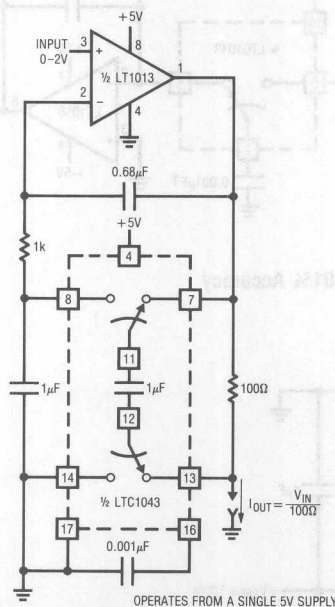 +5V
INPUT
0–2V
3
+
8
½ LT1013
1
2
–
4
0.68µF
+5V
1k
4
8
7
11
1µF
1µF
100Ω
12
14
13
½ LTC1043
I_OUT = V_IN / 100Ω
17
16
0.001µF
OPERATES FROM A SINGLE 5V SUPPLY